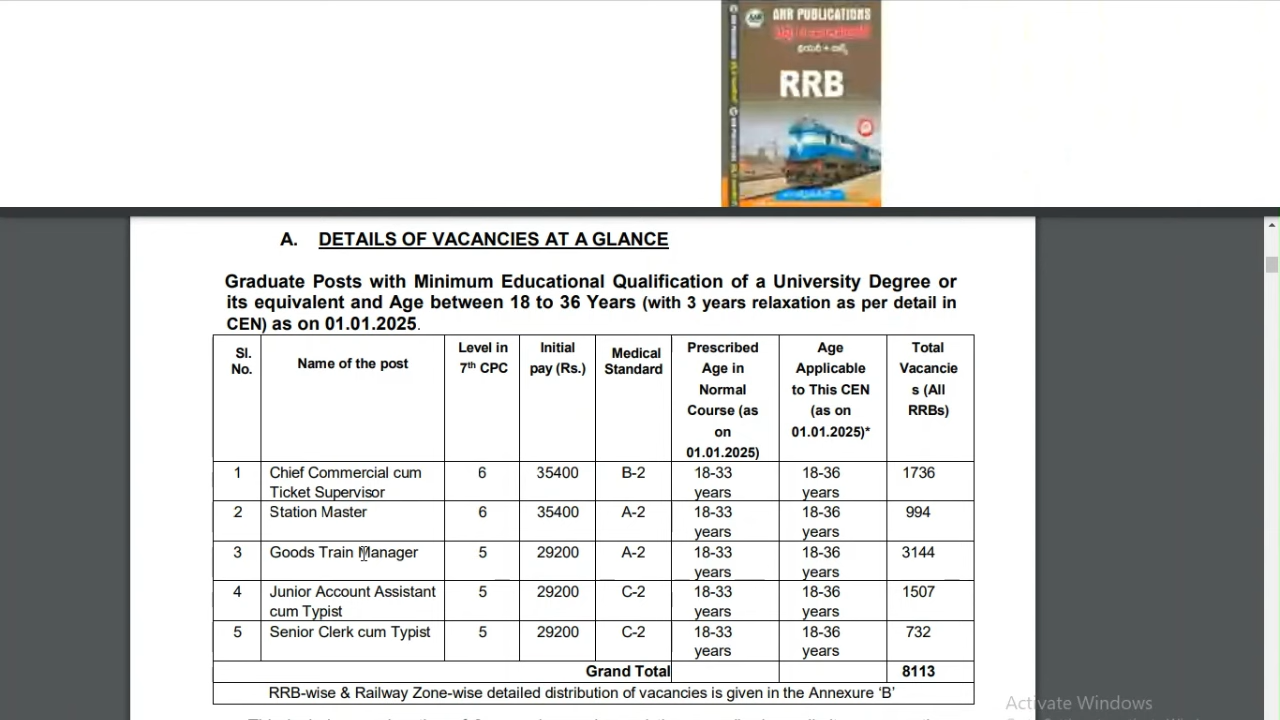 ANR PUBLICATIONS
RRB
A. DETAILS OF VACANCIES AT A GLANCE
Graduate Posts with Minimum Educational Qualification of a University Degree or
its equivalent and Age between 18 to 36 Years (with 3 years relaxation as per detail in
CEN) as on 01.01.2025.
Sl. No. Name of the post Level in 7th CPC Initial pay (Rs.) Medical Standard Prescribed Age in Normal Course (as on 01.01.2025) Age Applicable to This CEN (as on 01.01.2025)* Total Vacancie s (All RRBs)
1 Chief Commercial cum Ticket Supervisor 6 35400 B-2 18-33 years 18-36 years 1736
2 Station Master 6 35400 A-2 18-33 years 18-36 years 994
3 Goods Train Manager 5 29200 A-2 18-33 years 18-36 years 3144
4 Junior Account Assistant cum Typist 5 29200 C-2 18-33 years 18-36 years 1507
5 Senior Clerk cum Typist 5 29200 C-2 18-33 years 18-36 years 732
Grand Total 8113
RRB-wise & Railway Zone-wise detailed distribution of vacancies is given in the Annexure ‘B’
Activate Windows